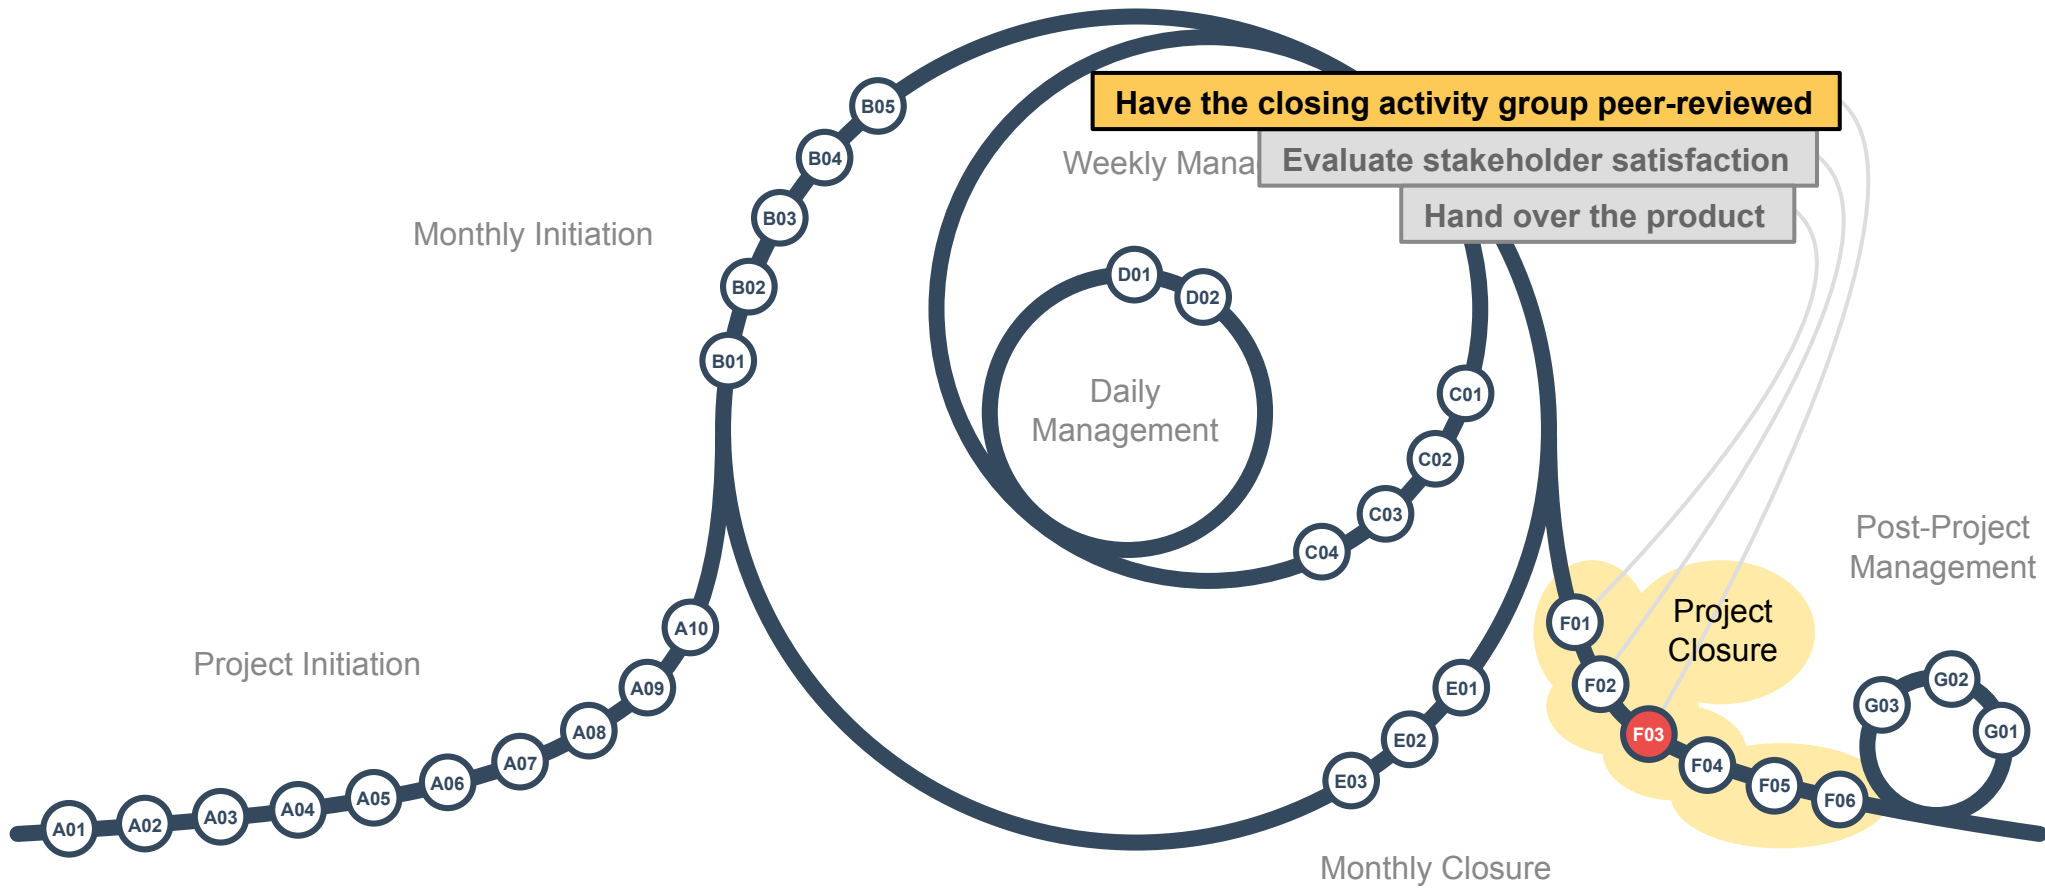 Have the closing activity group peer-reviewed
Evaluate stakeholder satisfaction
Hand over the product
Weekly Mana
Monthly Initiation
Daily
Management
Project Initiation
Project
Closure
Post-Project
Management
Monthly Closure
A01
A02
A03
A04
A05
A06
A07
A08
A09
A10
B01
B02
B03
B04
B05
C01
C02
C03
C04
D01
D02
E01
E02
E03
F01
F02
F03
F04
F05
F06
G01
G02
G03